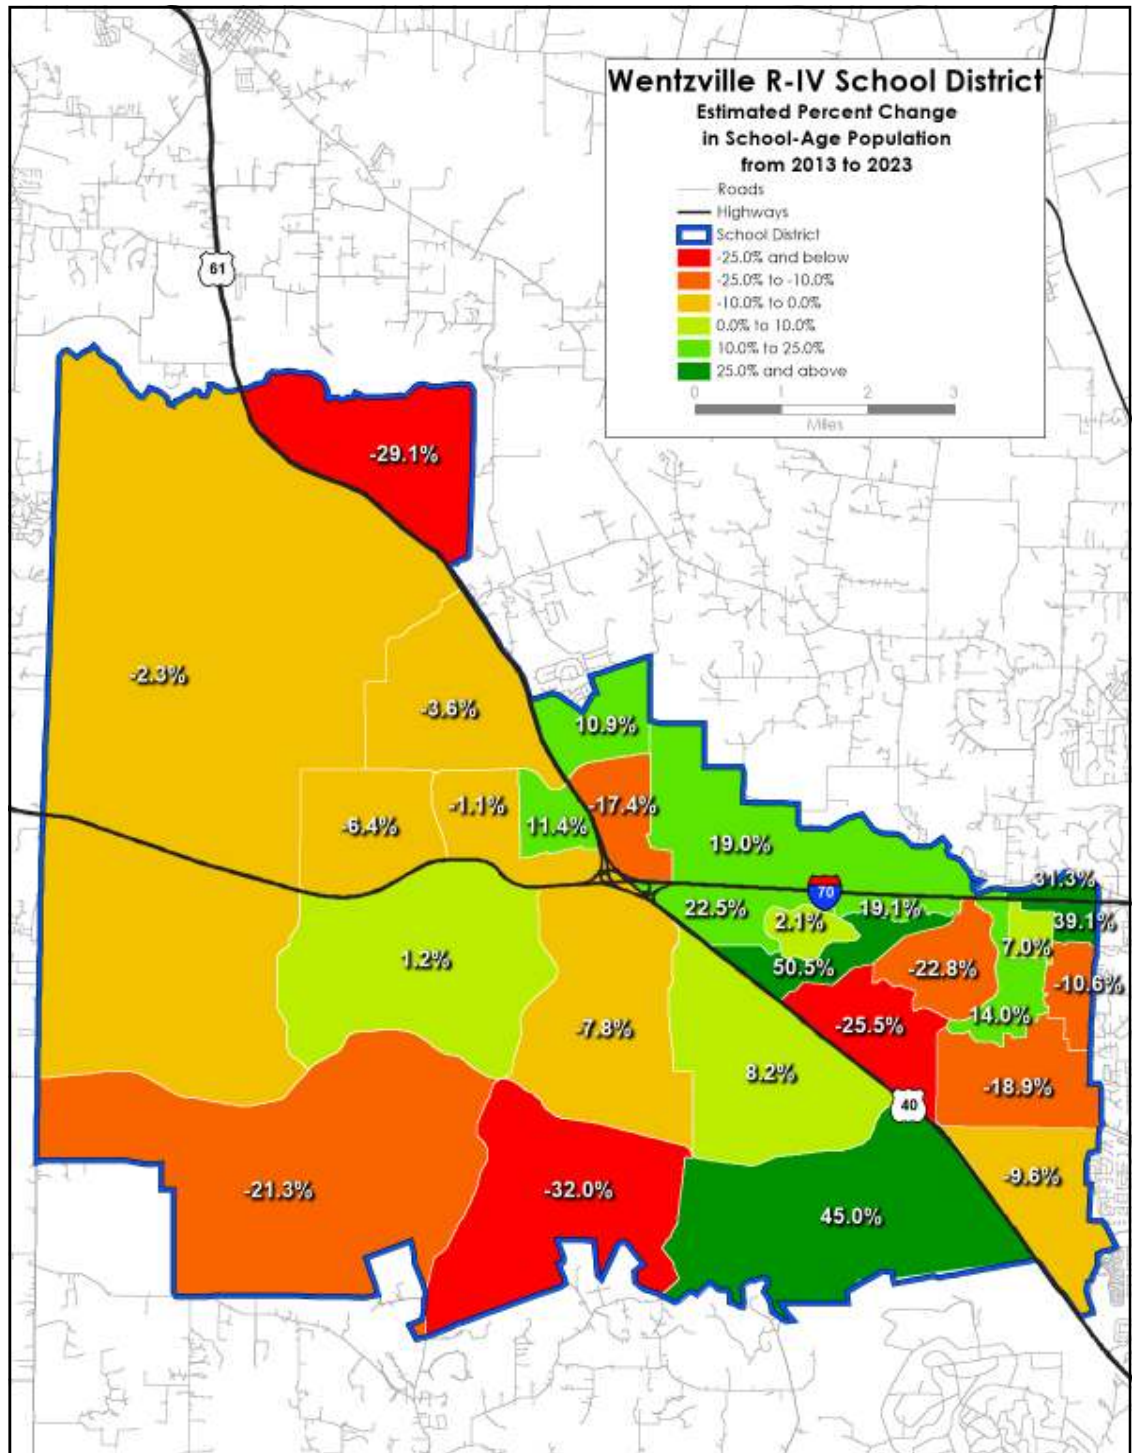 Wentzville R-IV School District
Estimated Percent Change
in School-Age Population
from 2013 to 2023
Roads
Highways
School District
-25.0% and below
-25.0% to -10.0%
-10.0% to 0.0%
0.0% to 10.0%
10.0% to 25.0%
25.0% and above
0 1 2 3
Miles
61
-29.1%
-2.3%
-3.6%
10.9%
-1.1%
-17.4%
-6.4%
11.4%
19.0%
31.3%
70
22.5%
2.1%
19.1%
39.1%
7.0%
1.2%
50.5%
-22.8%
-10.6%
-7.8%
-25.5%
14.0%
8.2%
-18.9%
40
-9.6%
-21.3%
-32.0%
45.0%